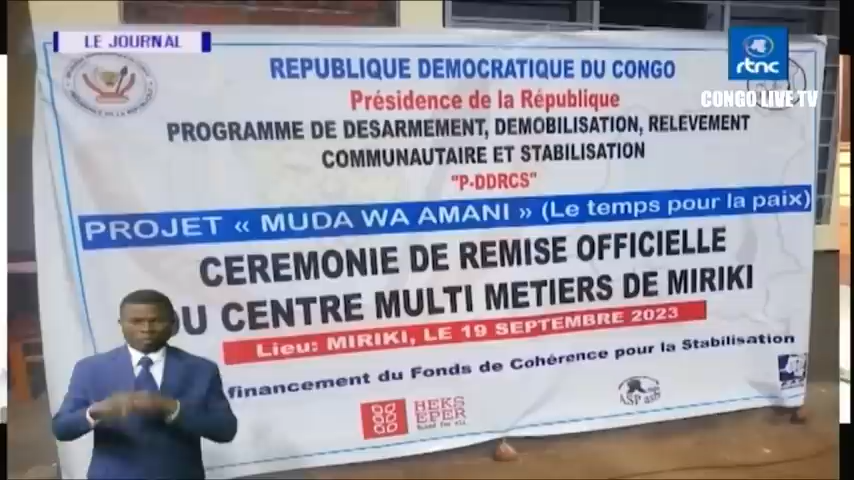 LE JOURNAL
rtnc
CONGO LIVE TV
REPUBLIQUE DEMOCRATIQUE DU CONGO
Présidence de la République
PROGRAMME DE DESARMEMENT, DEMOBILISATION, RELEVEMENT
COMMUNAUTAIRE ET STABILISATION
"P-DDRCS"
PROJET « MUDA WA AMANI » (Le temps pour la paix)
CEREMONIE DE REMISE OFFICIELLE
U CENTRE MULTI METIERS DE MIRIKI
Lieu: MIRIKI, LE 19 SEPTEMBRE 2023
financement du Fonds de Cohérence pour la Stabilisation
HEKS
EPER